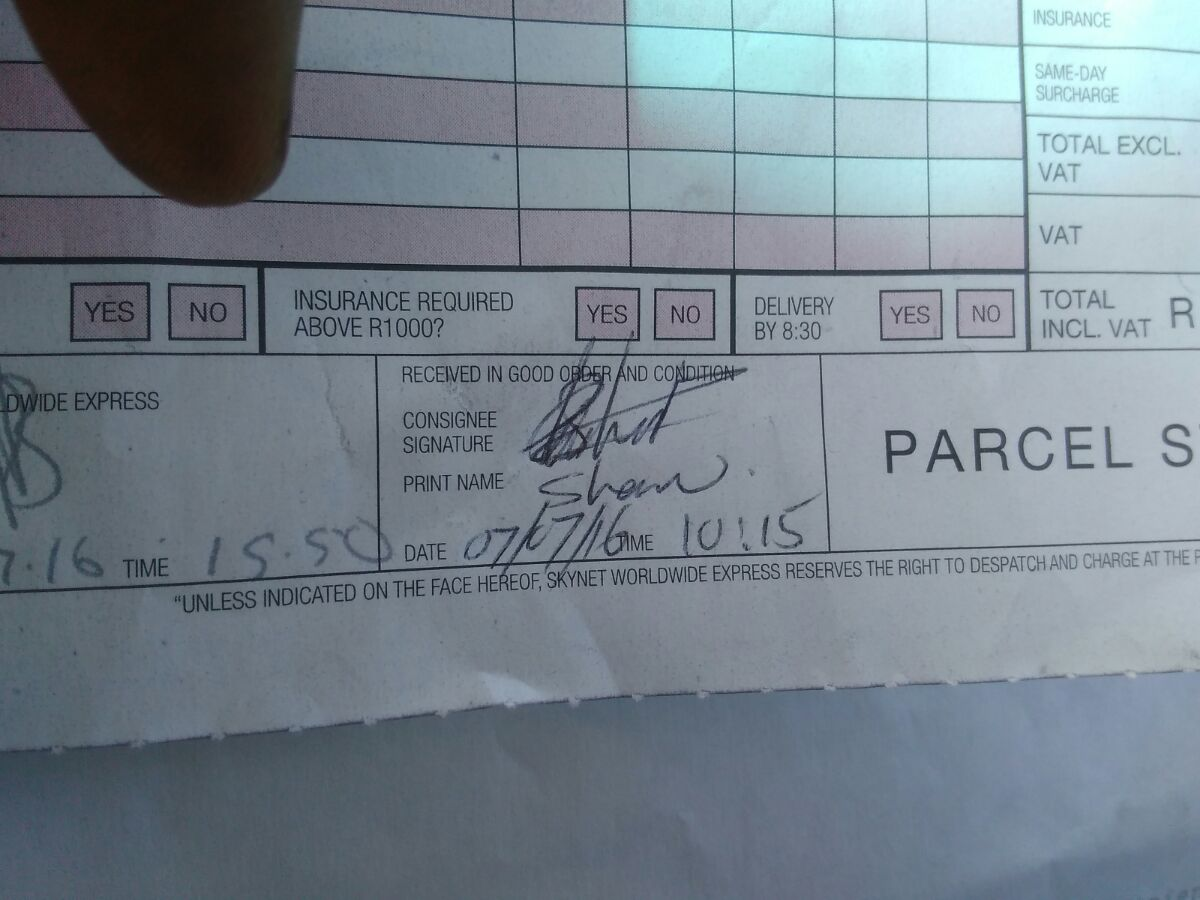 INSURANCE
SAME-DAY
SURCHARGE
TOTAL EXCL.
VAT
VAT
TOTAL
INCL. VAT R
YES NO
INSURANCE REQUIRED
ABOVE R1000?
YES NO
DELIVERY
BY 8:30
YES NO
LDWIDE EXPRESS
7.16 TIME 15.50
RECEIVED IN GOOD ORDER AND CONDITION
CONSIGNEE
SIGNATURE
PRINT NAME
DATE 07/07/16 TIME 10:15
PARCEL S
"UNLESS INDICATED ON THE FACE HEREOF, SKYNET WORLDWIDE EXPRESS RESERVES THE RIGHT TO DESPATCH AND CHARGE AT THE